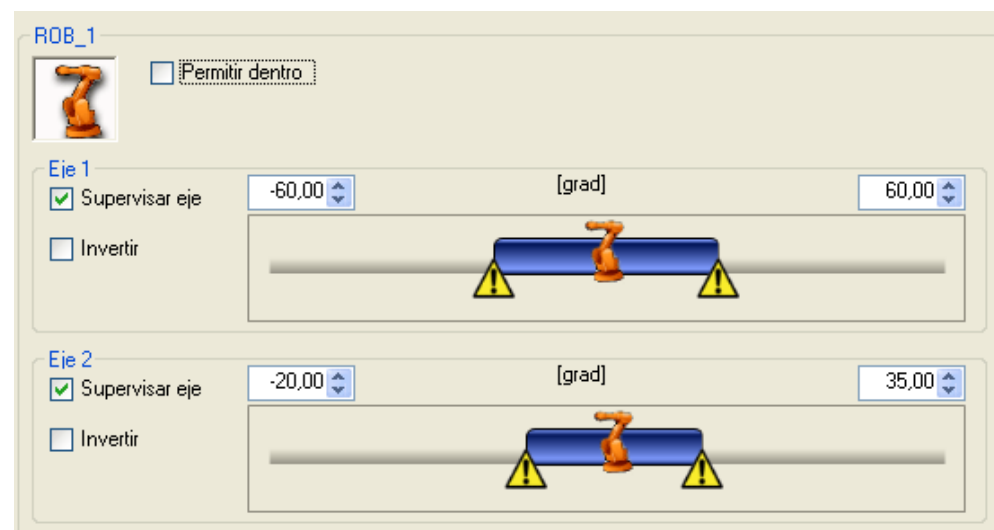 ROB_1
Permitir dentro
Eje 1
Supervisar eje
-60,00
[grad]
60,00
Invertir
Eje 2
Supervisar eje
-20,00
[grad]
35,00
Invertir